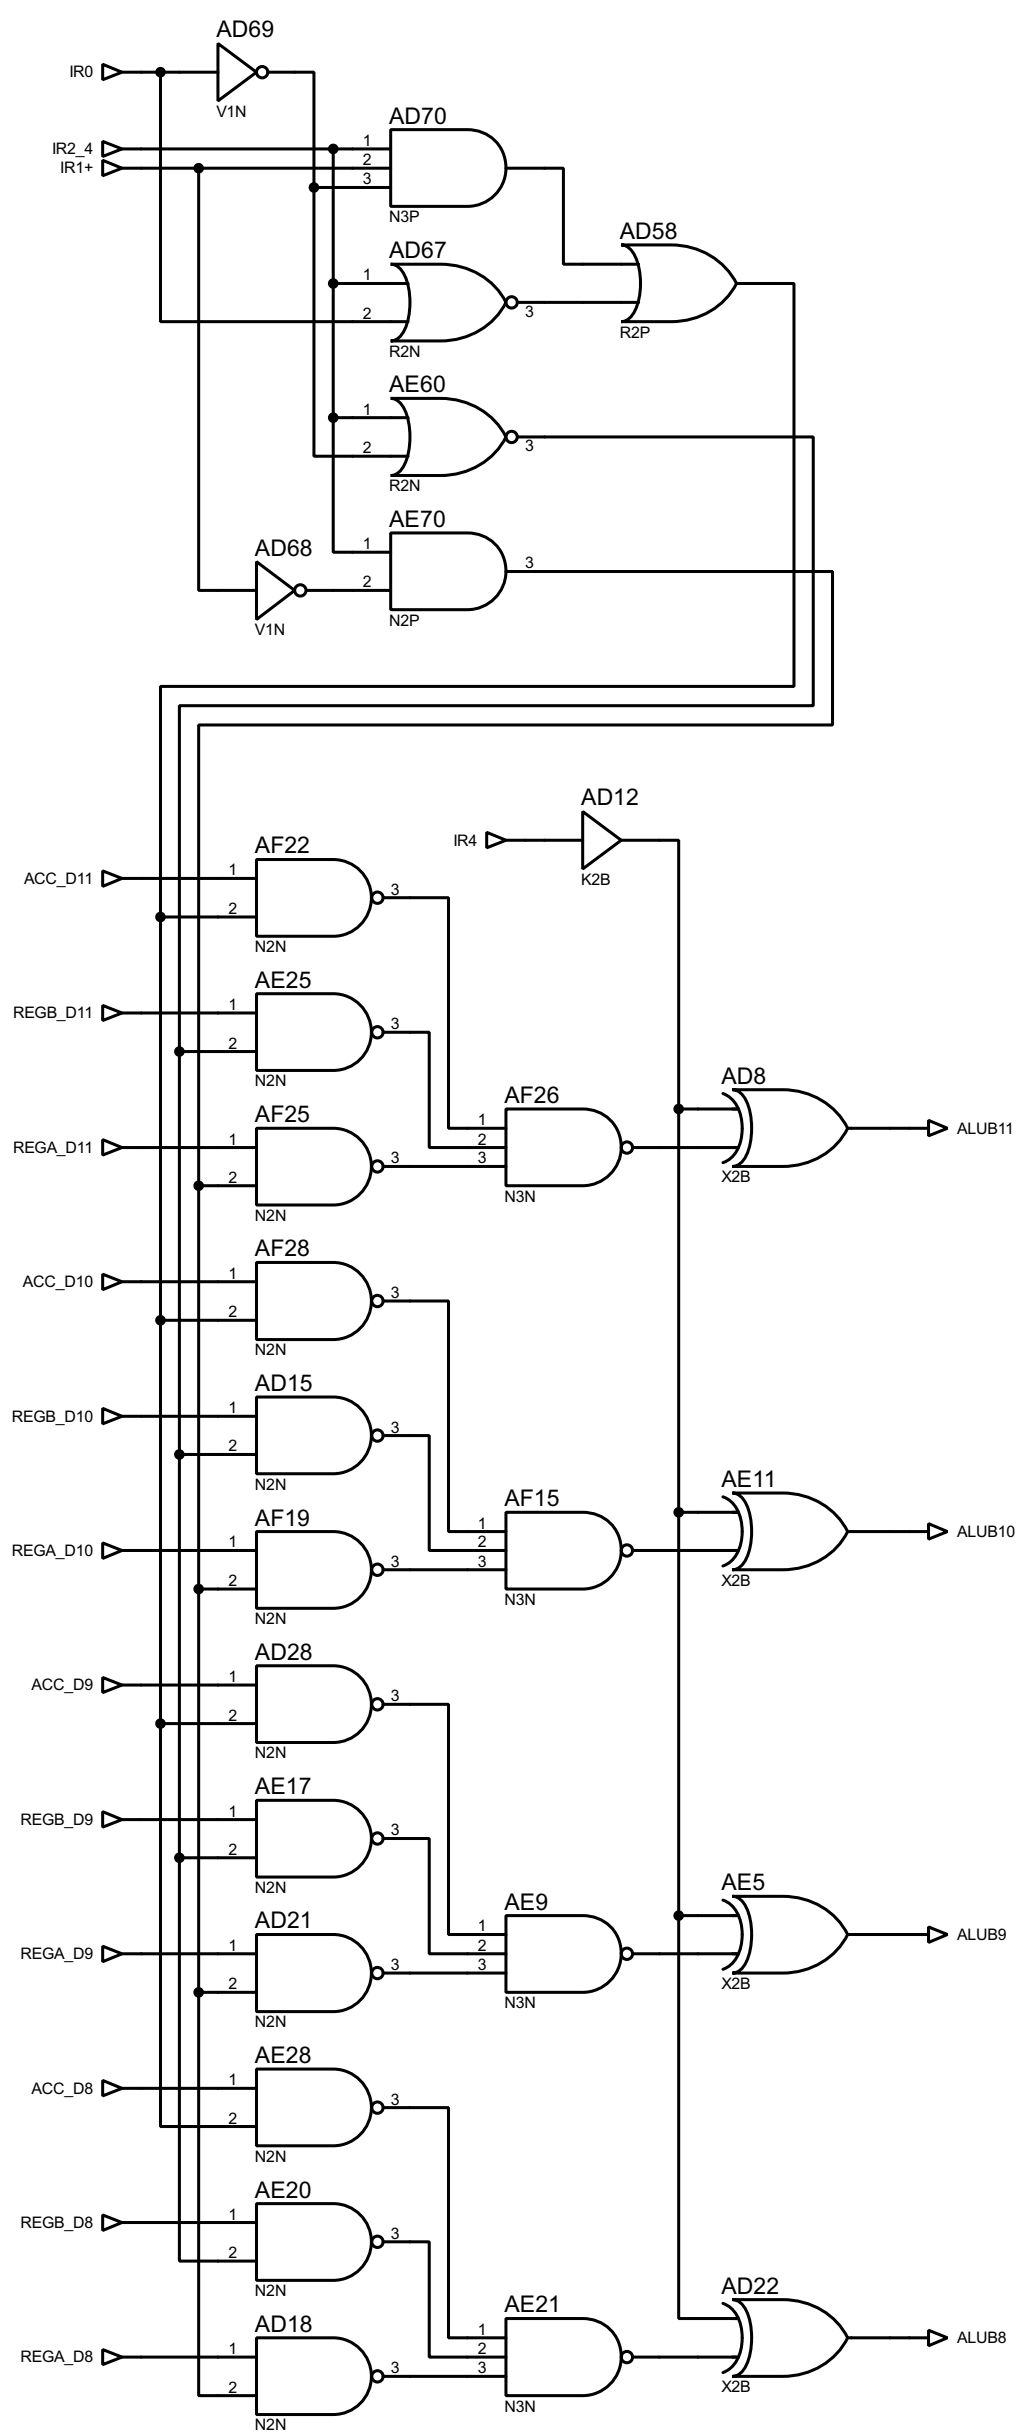 AD69
IR0
V1N
AD70
IR2_4
1
IR1+
2
3
N3P
AD67
AD58
1
2
3
R2N
R2P
AE60
1
2
3
R2N
AE70
AD68
1
3
2
N2P
V1N
AD12
IR4
K2B
AF22
ACC_D11
1
3
2
N2N
AE25
REGB_D11
1
3
2
N2N
AD8
AF26
AF25
1
ALUB11
REGA_D11
1
2
3
3
2
X2B
N3N
N2N
AF28
ACC_D10
1
3
2
N2N
AD15
REGB_D10
1
3
2
N2N
AE11
AF15
AF19
1
ALUB10
REGA_D10
1
2
3
3
2
X2B
N3N
N2N
AD28
ACC_D9
1
3
2
N2N
AE17
REGB_D9
1
3
2
N2N
AE5
AE9
AD21
1
ALUB9
REGA_D9
1
2
3
3
2
X2B
N3N
N2N
AE28
ACC_D8
1
3
2
N2N
AE20
REGB_D8
1
3
2
N2N
AD22
AE21
AD18
1
ALUB8
REGA_D8
1
2
3
3
2
X2B
N3N
N2N